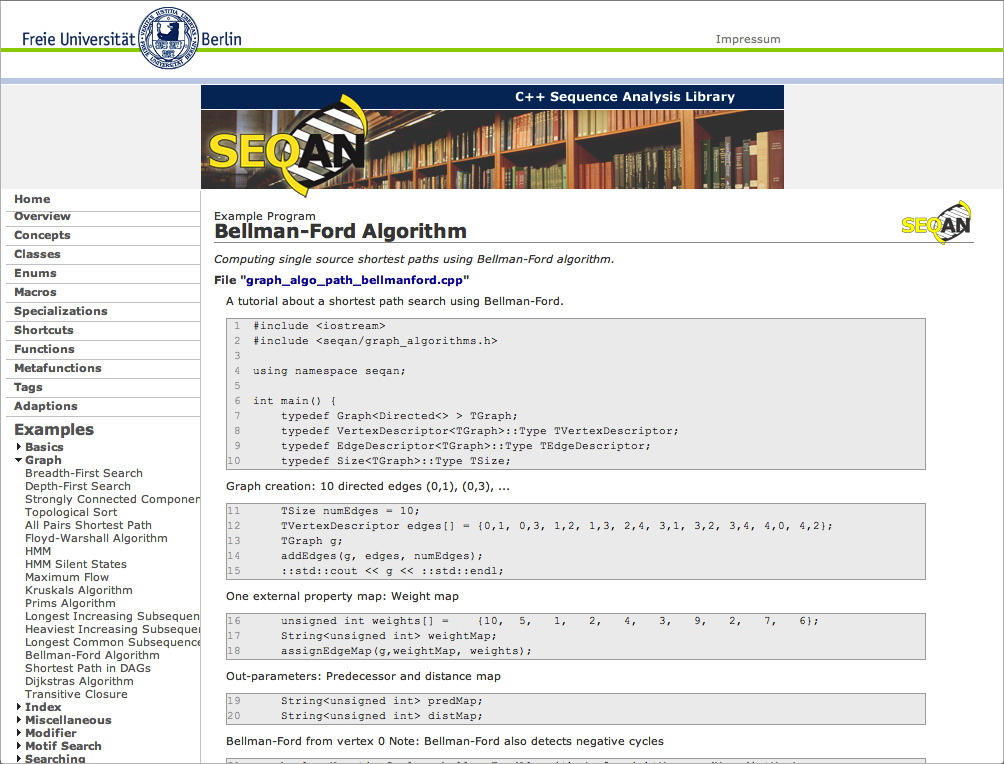 Freie Universität Berlin
Impressum
C++ Sequence Analysis Library
SEQAN
Home
Overview
Concepts
Classes
Enums
Macros
Specializations
Shortcuts
Functions
Metafunctions
Tags
Adaptions
Examples
Basics
Graph
Breadth-First Search
Depth-First Search
Strongly Connected Componen
Topological Sort
All Pairs Shortest Path
Floyd-Warshall Algorithm
HMM
HMM Silent States
Maximum Flow
Kruskals Algorithm
Prims Algorithm
Longest Increasing Subsequen
Heaviest Increasing Subseque
Longest Common Subsequence
Bellman-Ford Algorithm
Shortest Path in DAGs
Dijkstras Algorithm
Transitive Closure
Index
Miscellaneous
Modifier
Motif Search
Searching
Example Program
Bellman-Ford Algorithm
SEQAN
Computing single source shortest paths using Bellman-Ford algorithm.
File "graph_algo_path_bellmanford.cpp"
A tutorial about a shortest path search using Bellman-Ford.
1 #include <iostream>
2 #include <seqan/graph_algorithms.h>
3
4 using namespace seqan;
5
6 int main() {
7 typedef Graph<Directed<> > TGraph;
8 typedef VertexDescriptor<TGraph>::Type TVertexDescriptor;
9 typedef EdgeDescriptor<TGraph>::Type TEdgeDescriptor;
10 typedef Size<TGraph>::Type TSize;
Graph creation: 10 directed edges (0,1), (0,3), ...
11 TSize numEdges = 10;
12 TVertexDescriptor edges[] = {0,1, 0,3, 1,2, 1,3, 2,4, 3,1, 3,2, 3,4, 4,0, 4,2};
13 TGraph g;
14 addEdges(g, edges, numEdges);
15 ::std::cout << g << ::std::endl;
One external property map: Weight map
16 unsigned int weights[] = {10, 5, 1, 2, 4, 3, 9, 2, 7, 6};
17 String<unsigned int> weightMap;
18 assignEdgeMap(g,weightMap, weights);
Out-parameters: Predecessor and distance map
19 String<unsigned int> predMap;
20 String<unsigned int> distMap;
Bellman-Ford from vertex 0 Note: Bellman-Ford also detects negative cycles